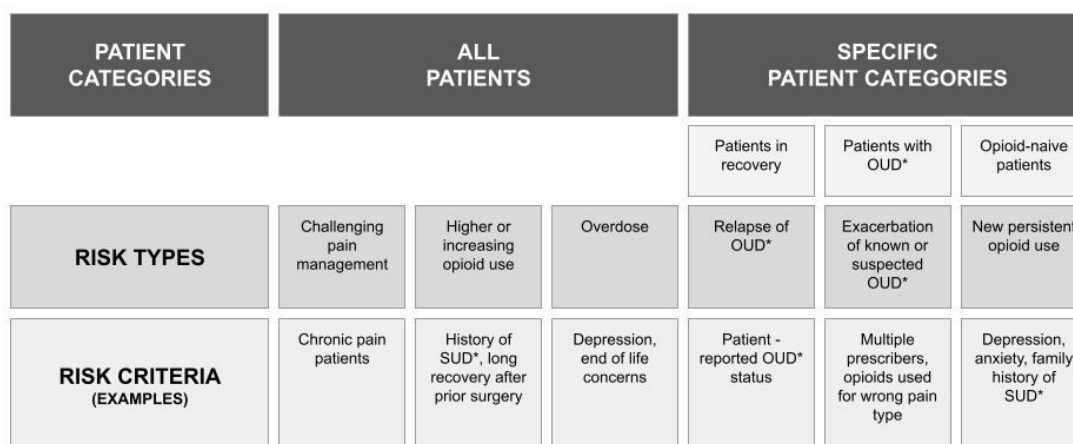 PATIENT
CATEGORIES
ALL
PATIENTS
SPECIFIC
PATIENT CATEGORIES
Patients in
recovery
Patients with
OUD*
Opioid-naive
patients
RISK TYPES
Challenging
pain
management
Higher or
increasing
opioid use
Overdose
Relapse of
OUD*
Exacerbation
of known or
suspected
OUD*
New persistent
opioid use
RISK CRITERIA
(EXAMPLES)
Chronic pain
patients
History of
SUD*, long
recovery after
prior surgery
Depression,
end of life
concerns
Patient -
reported OUD*
status
Multiple
prescribers,
opioids used
for wrong pain
type
Depression,
anxiety, family
history of
SUD*